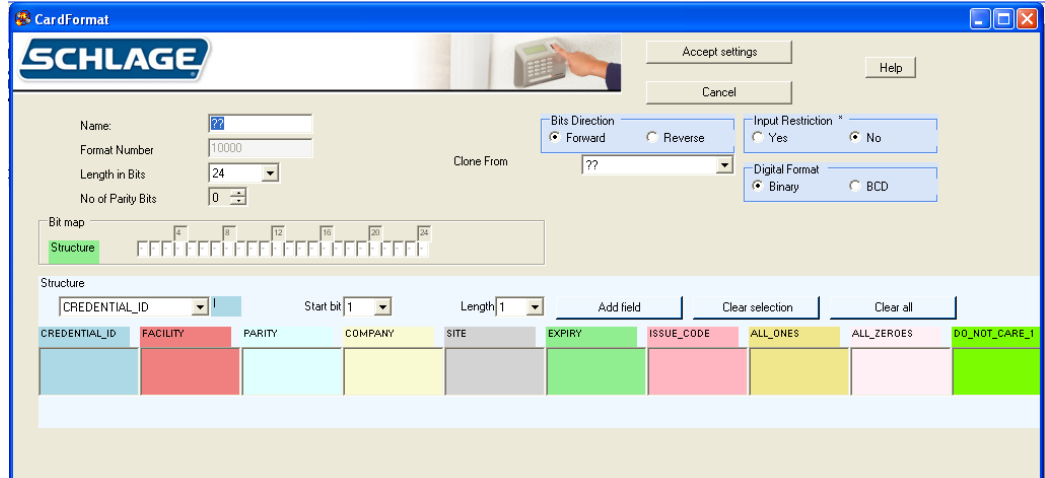 CardFormat
SCHLAGE
Accept settings
Help
Cancel
Name:
??
Format Number
10000
Length in Bits
24
No of Parity Bits
0
Clone From
??
Bits Direction
Forward
Reverse
Input Restriction *
Yes
No
Digital Format
Binary
BCD
Bit map
4 8 12 16 20 24
Structure
- - - - - - - - - - - - - - - - - - - - - - - -
Structure
CREDENTIAL_ID
I
Start bit 1
Length 1
Add field
Clear selection
Clear all
CREDENTIAL_ID FACILITY PARITY COMPANY SITE EXPIRY ISSUE_CODE ALL_ONES ALL_ZEROES DO_NOT_CARE_1